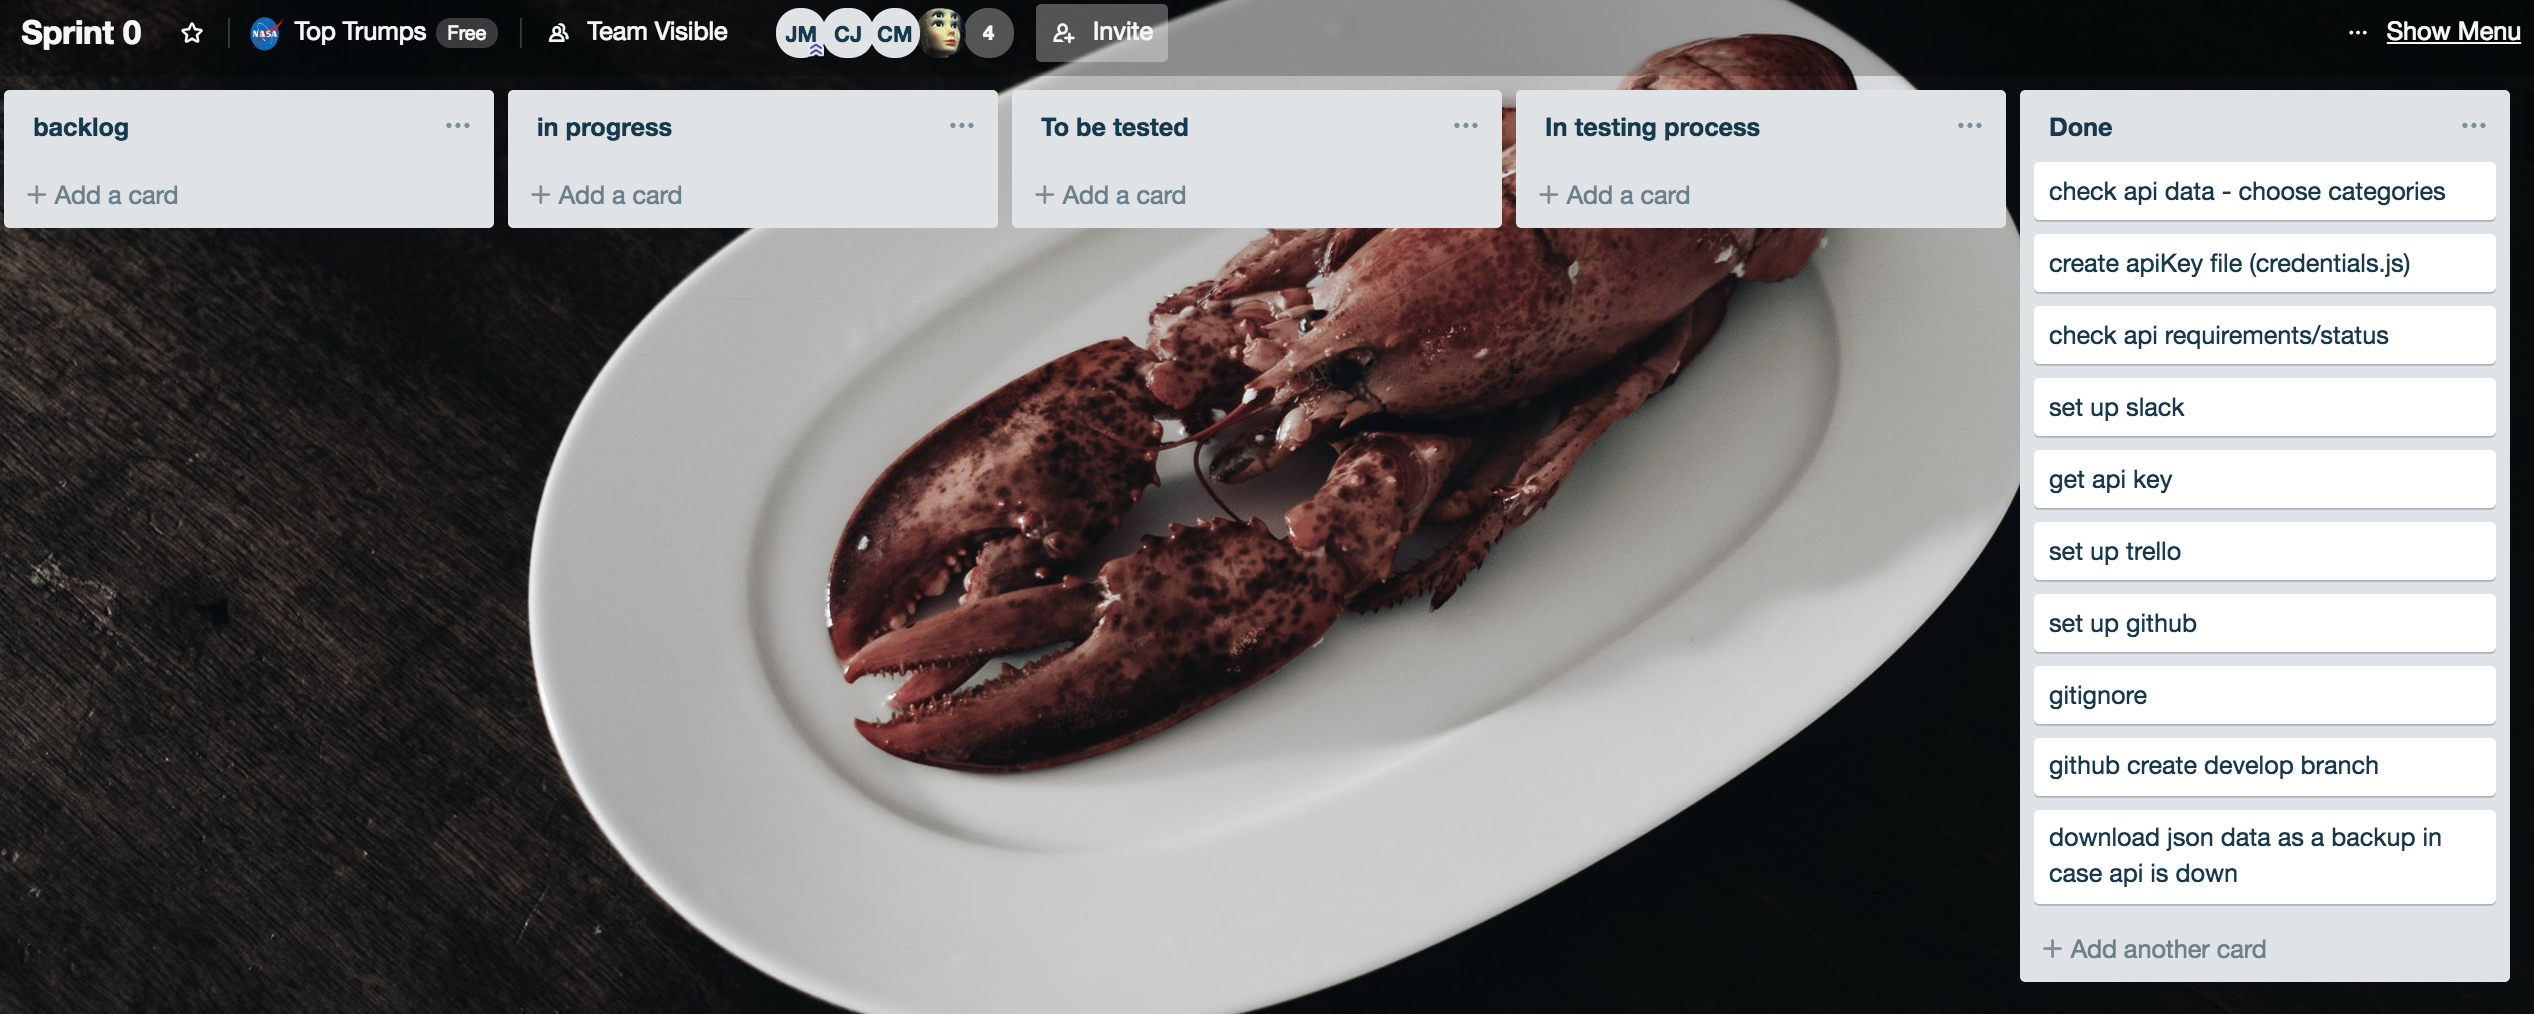 Sprint 0
NASA
Top Trumps
Free
Team Visible
JM
CJ
CM
4
Invite
... Show Menu
backlog
+ Add a card
in progress
+ Add a card
To be tested
+ Add a card
In testing process
+ Add a card
Done
check api data - choose categories
create apiKey file (credentials.js)
check api requirements/status
set up slack
get api key
set up trello
set up github
gitignore
github create develop branch
download json data as a backup in
case api is down
+ Add another card